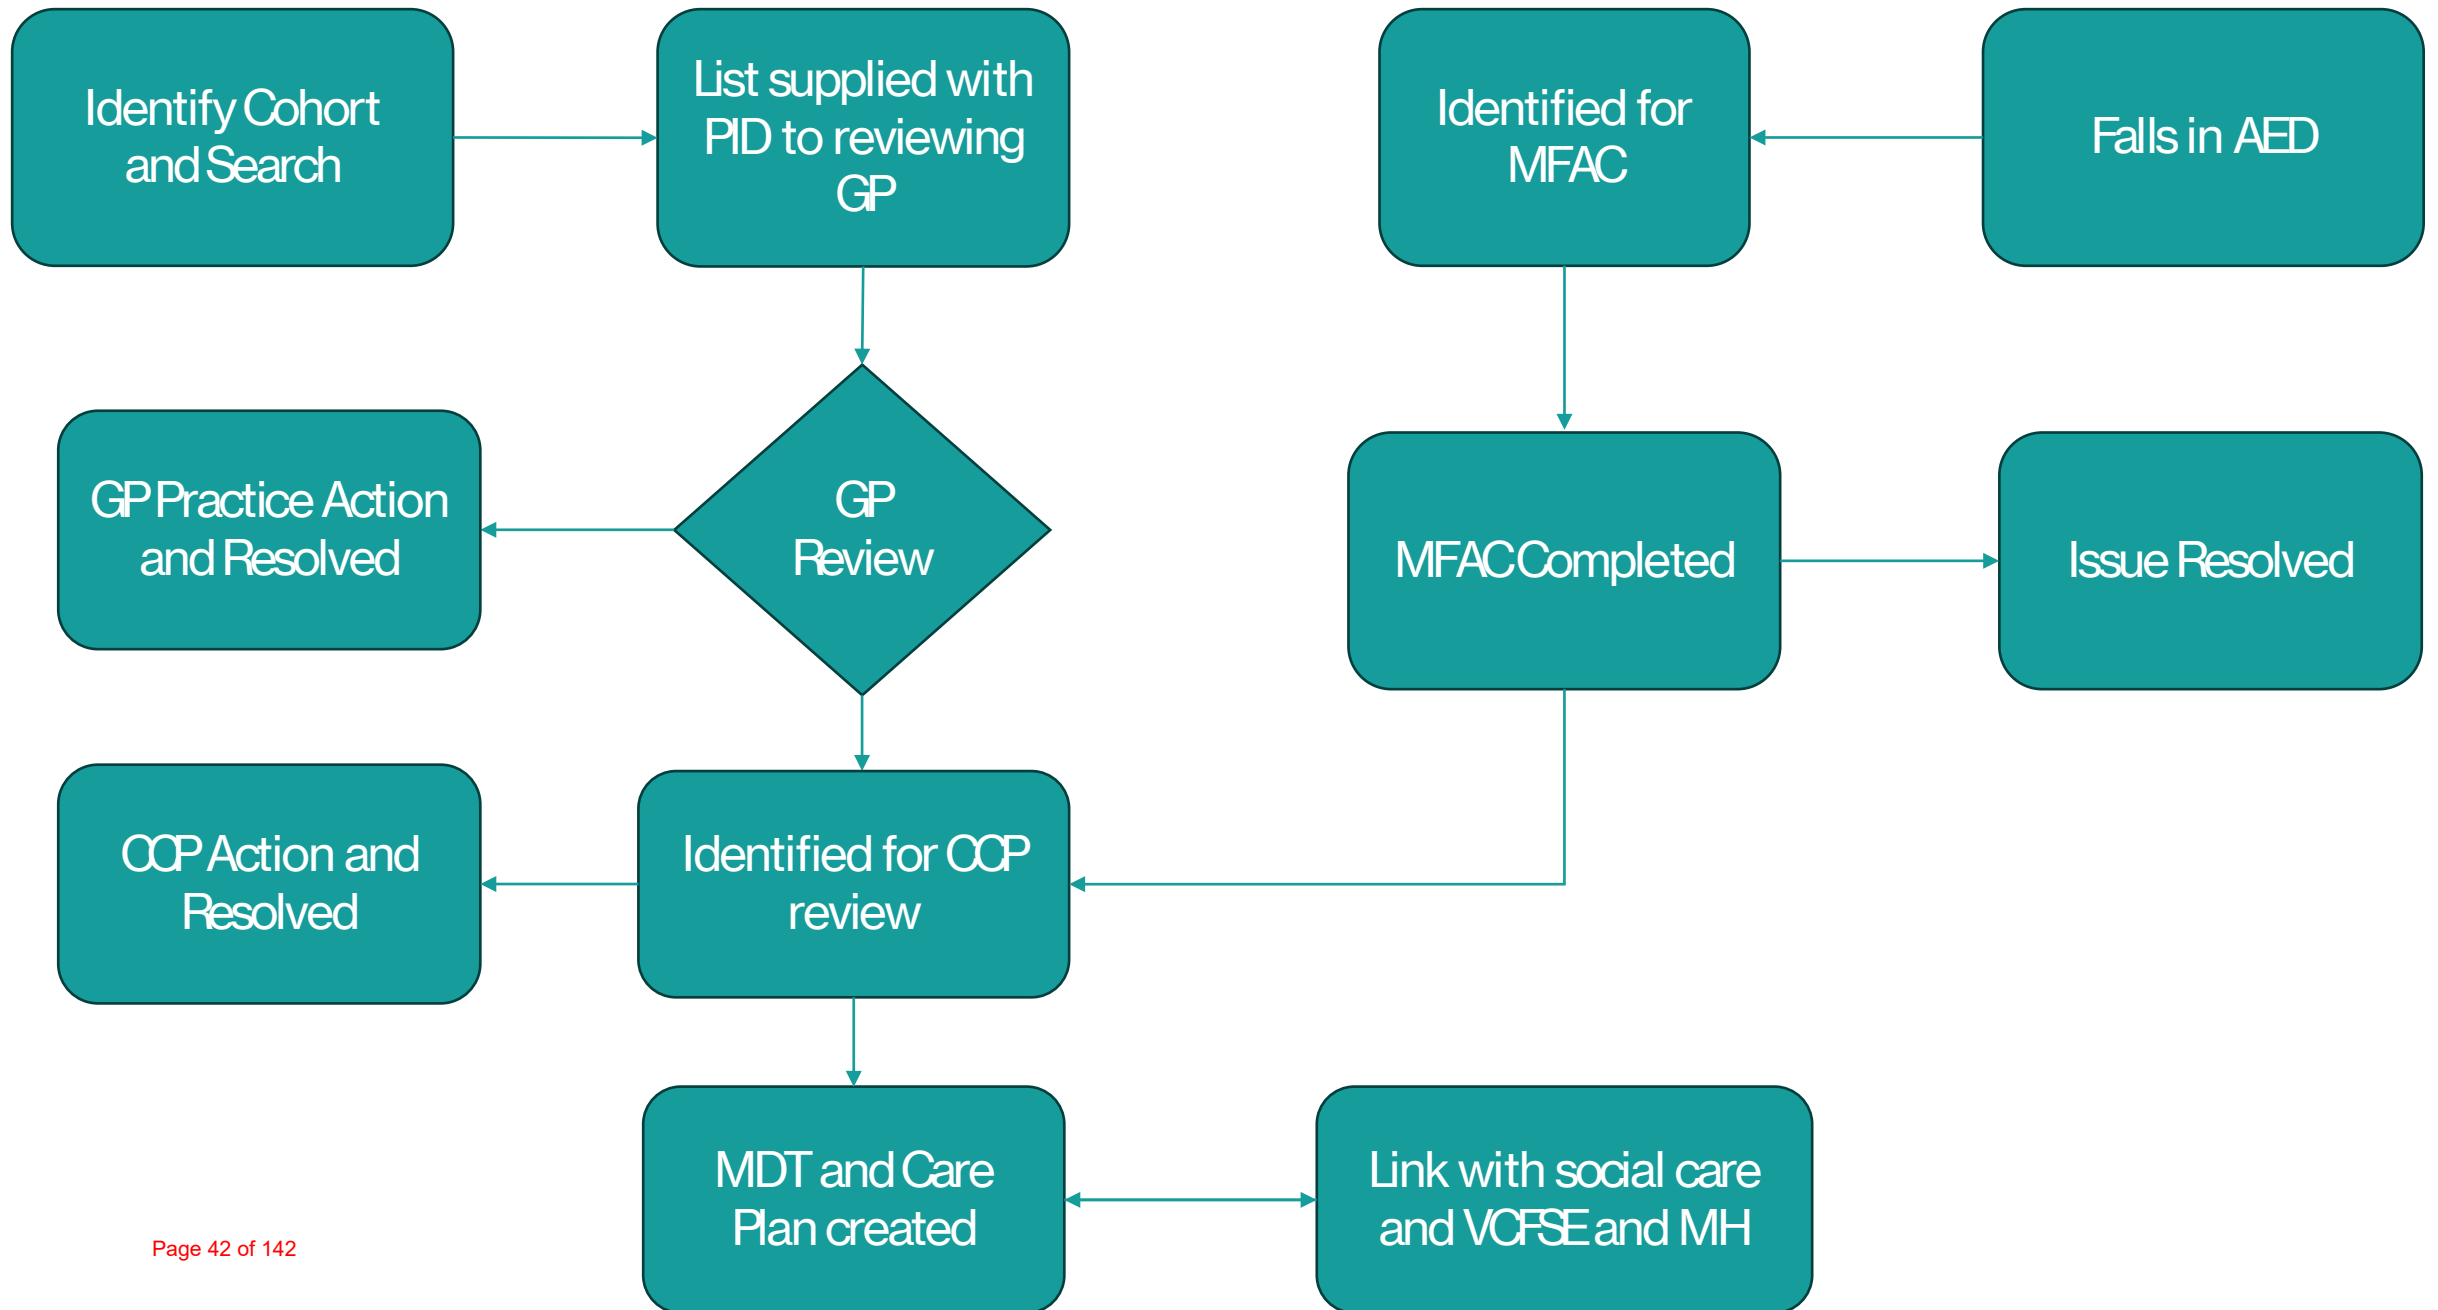 Identify Cohort
and Search
List supplied with
PID to reviewing
GP
Identified for
MFAC
Falls in AED
GP Practice Action
and Resolved
GP
Review
MFAC Completed
Issue Resolved
CCP Action and
Resolved
Identified for CCP
review
MDT and Care
Plan created
Link with social care
and VCFSE and MH
Page 42 of 142